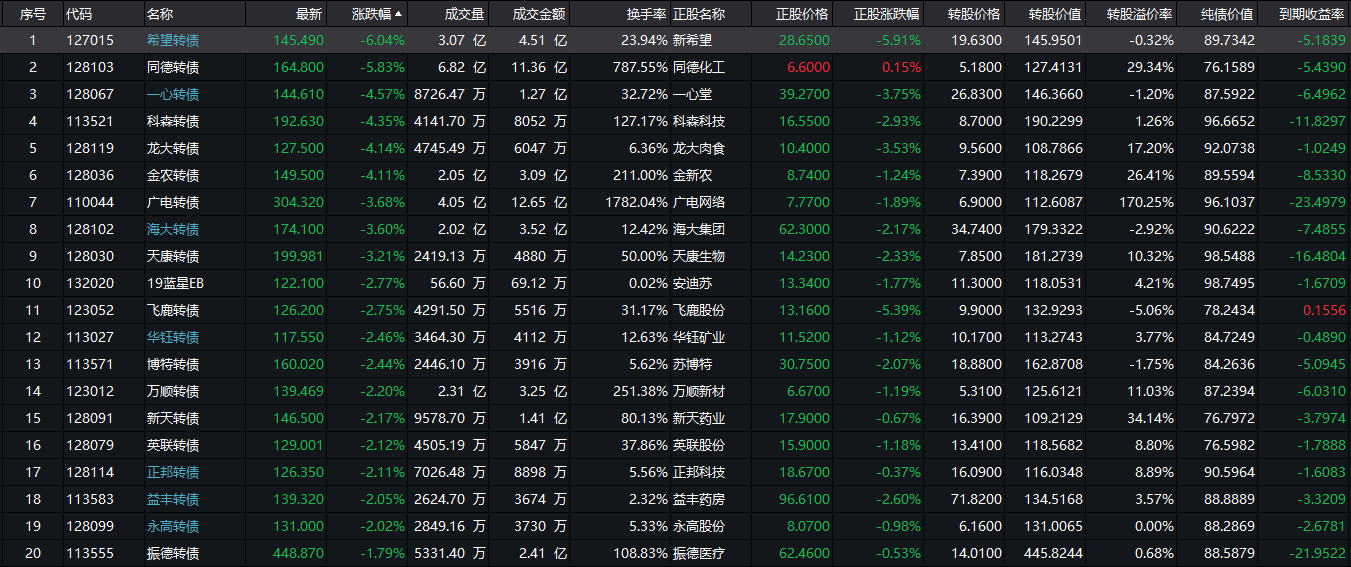 序号 代码 名称 最新 涨跌幅 成交量 成交金额 换手率 正股名称 正股价格 正股涨跌幅 转股价格 转股价值 转股溢价率 纯债价值 到期收益率
1 127015 希望转债 145.490 -6.04% 3.07 亿 4.51 亿 23.94% 新希望 28.6500 -5.91% 19.6300 145.9501 -0.32% 89.7342 -5.1839
2 128103 同德转债 164.800 -5.83% 6.82 亿 11.36 亿 787.55% 同德化工 6.6000 0.15% 5.1800 127.4131 29.34% 76.1589 -5.4390
3 128067 一心转债 144.610 -4.57% 8726.47 万 1.27 亿 32.72% 一心堂 39.2700 -3.75% 26.8300 146.3660 -1.20% 87.5922 -6.4962
4 113521 科森转债 192.630 -4.35% 4141.70 万 8052 万 127.17% 科森科技 16.5500 -2.93% 8.7000 190.2299 1.26% 96.6652 -11.8297
5 128119 龙大转债 127.500 -4.14% 4745.49 万 6047 万 6.36% 龙大肉食 10.4000 -3.53% 9.5600 108.7866 17.20% 92.0738 -1.0249
6 128036 金农转债 149.500 -4.11% 2.05 亿 3.09 亿 211.00% 金新农 8.7400 -1.24% 7.3900 118.2679 26.41% 89.5594 -8.5330
7 110044 广电转债 304.320 -3.68% 4.05 亿 12.65 亿 1782.04% 广电网络 7.7700 -1.89% 6.9000 112.6087 170.25% 96.1037 -23.4979
8 128102 海大转债 174.100 -3.60% 2.02 亿 3.52 亿 12.42% 海大集团 62.3000 -2.17% 34.7400 179.3322 -2.92% 90.6222 -7.4855
9 128030 天康转债 199.981 -3.21% 2419.13 万 4880 万 50.00% 天康生物 14.2300 -2.33% 7.8500 181.2739 10.32% 98.5488 -16.4804
10 132020 19蓝星EB 122.100 -2.77% 56.60 万 69.12 万 0.02% 安迪苏 13.3400 -1.77% 11.3000 118.0531 4.21% 98.7495 -1.6709
11 123052 飞鹿转债 126.200 -2.75% 4291.50 万 5516 万 31.17% 飞鹿股份 13.1600 -5.39% 9.9000 132.9293 -5.06% 78.2434 0.1556
12 113027 华钰转债 117.550 -2.46% 3464.30 万 4112 万 12.63% 华钰矿业 11.5200 -1.12% 10.1700 113.2743 3.77% 84.7249 -0.4890
13 113571 博特转债 160.020 -2.44% 2446.10 万 3916 万 5.62% 苏博特 30.7500 -2.07% 18.8800 162.8708 -1.75% 84.2636 -5.0945
14 123012 万顺转债 139.469 -2.20% 2.31 亿 3.25 亿 251.38% 万顺新材 6.6700 -1.19% 5.3100 125.6121 11.03% 87.2394 -6.0310
15 128091 新天转债 146.500 -2.17% 9578.70 万 1.41 亿 80.13% 新天药业 17.9000 -0.67% 16.3900 109.2129 34.14% 76.7972 -3.7974
16 128079 英联转债 129.001 -2.12% 4505.19 万 5847 万 37.86% 英联股份 15.9000 -1.18% 13.4100 118.5682 8.80% 76.5982 -1.7888
17 128114 正邦转债 126.350 -2.11% 7026.48 万 8898 万 5.56% 正邦科技 18.6700 -0.37% 16.0900 116.0348 8.89% 90.5964 -1.6083
18 113583 益丰转债 139.320 -2.05% 2624.70 万 3674 万 2.32% 益丰药房 96.6100 -2.60% 71.8200 134.5168 3.57% 88.8889 -3.3209
19 128099 永高转债 131.000 -2.02% 2849.16 万 3730 万 5.33% 永高股份 8.0700 -0.98% 6.1600 131.0065 0.00% 88.2869 -2.6781
20 113555 振德转债 448.870 -1.79% 5331.40 万 2.41 亿 108.83% 振德医疗 62.4600 -0.53% 14.0100 445.8244 0.68% 88.5879 -21.9522